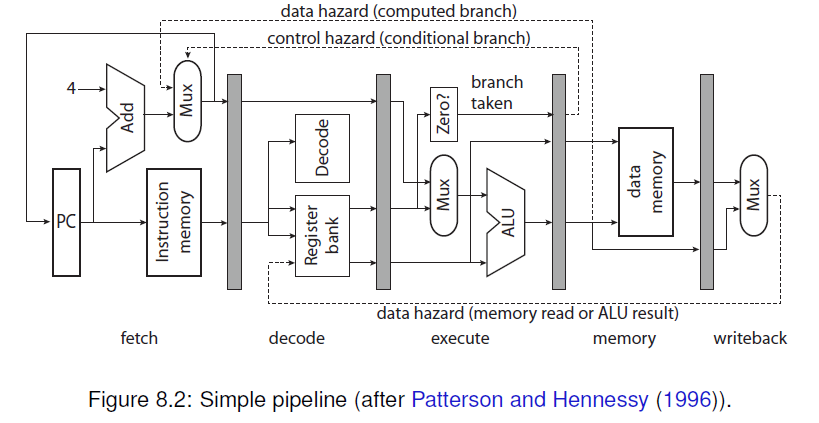 data hazard (computed branch)
control hazard (conditional branch)
branch
taken
4
Add
Mux
Zero?
Decode
Mux
data
memory
Mux
PC
Instruction
memory
Register
bank
ALU
data hazard (memory read or ALU result)
fetch
decode
execute
memory
writeback
Figure 8.2: Simple pipeline (after Patterson and Hennessy (1996)).